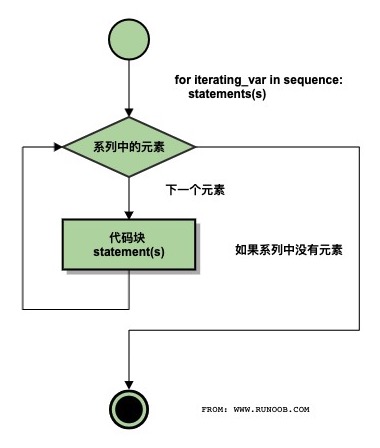 for iterating_var in sequence:
statements(s)
系列中的元素
下一个元素
代码块
statement(s)
如果系列中没有元素
FROM: WWW.RUNOOB.COM